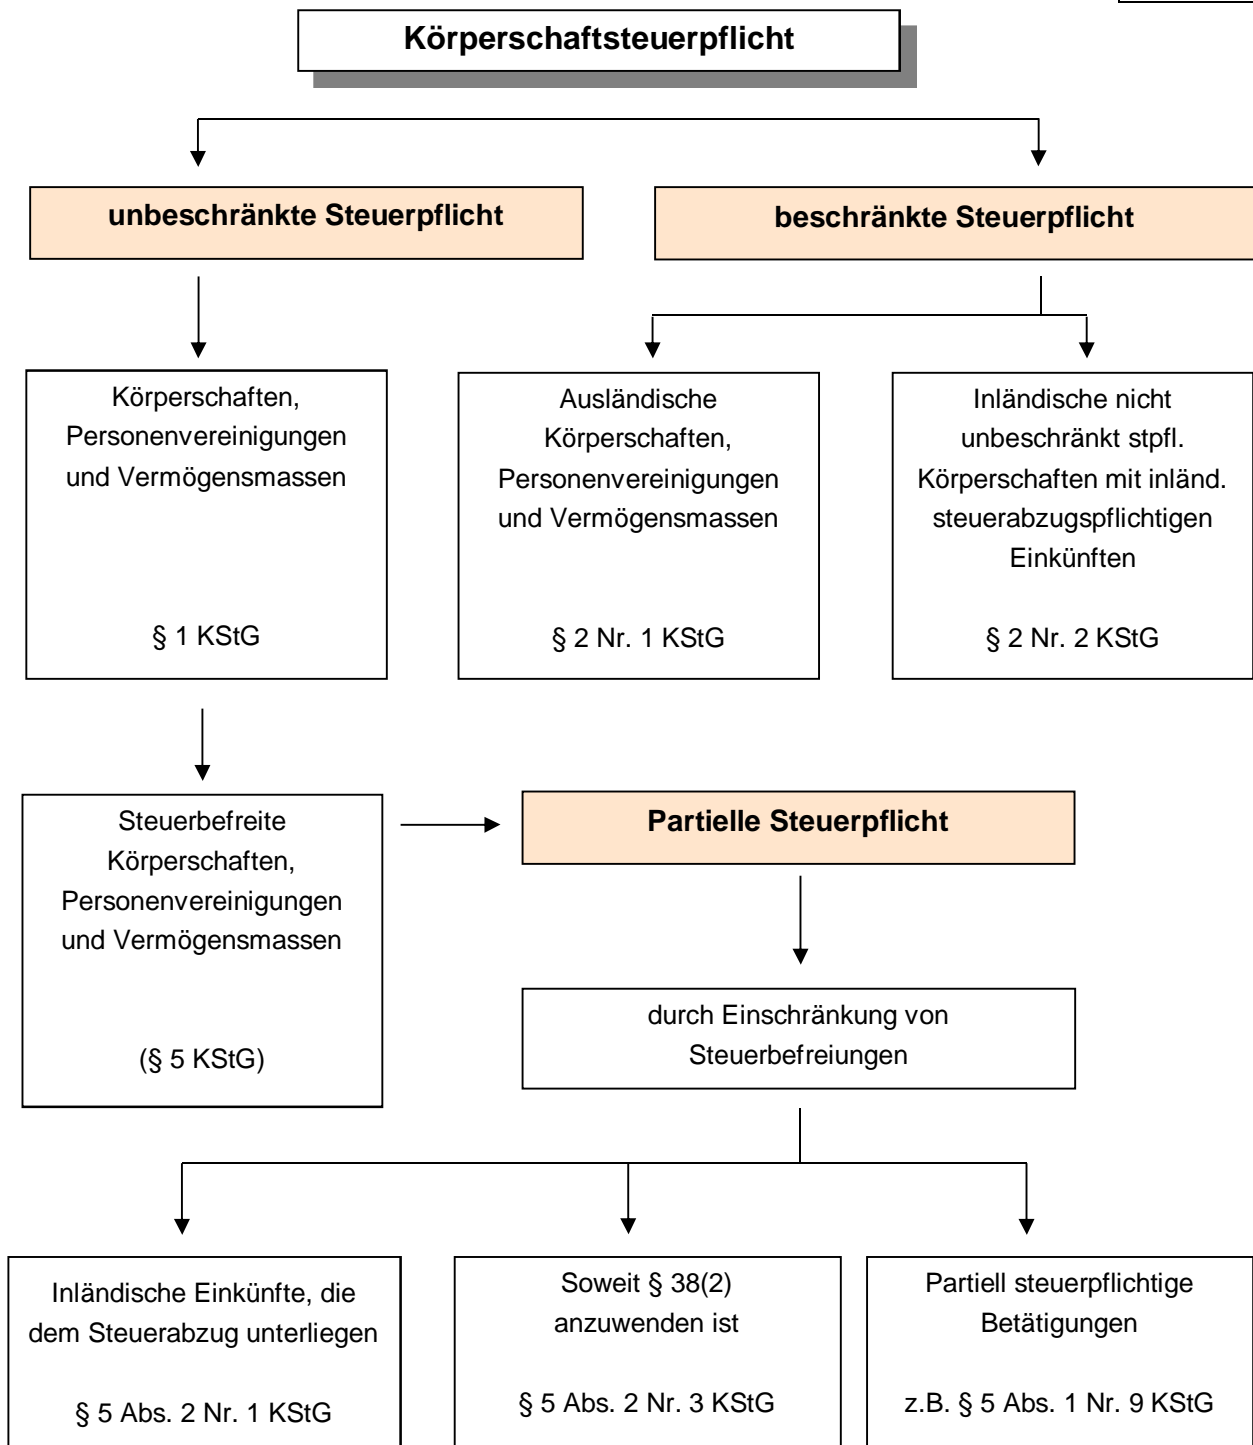 Körperschaftsteuerpflicht
unbeschränkte Steuerpflicht
beschränkte Steuerpflicht
Körperschaften,
Personenvereinigungen
und Vermögensmassen
§ 1 KStG
Ausländische
Körperschaften,
Personenvereinigungen
und Vermögensmassen
§ 2 Nr. 1 KStG
Inländische nicht
unbeschränkt stpfl.
Körperschaften mit inländ.
steuerabzugspflichtigen
Einkünften
§ 2 Nr. 2 KStG
Steuerbefreite
Körperschaften,
Personenvereinigungen
und Vermögensmassen
(§ 5 KStG)
Partielle Steuerpflicht
durch Einschränkung von
Steuerbefreiungen
Inländische Einkünfte, die
dem Steuerabzug unterliegen
§ 5 Abs. 2 Nr. 1 KStG
Soweit § 38(2)
anzuwenden ist
§ 5 Abs. 2 Nr. 3 KStG
Partiell steuerpflichtige
Betätigungen
z.B. § 5 Abs. 1 Nr. 9 KStG